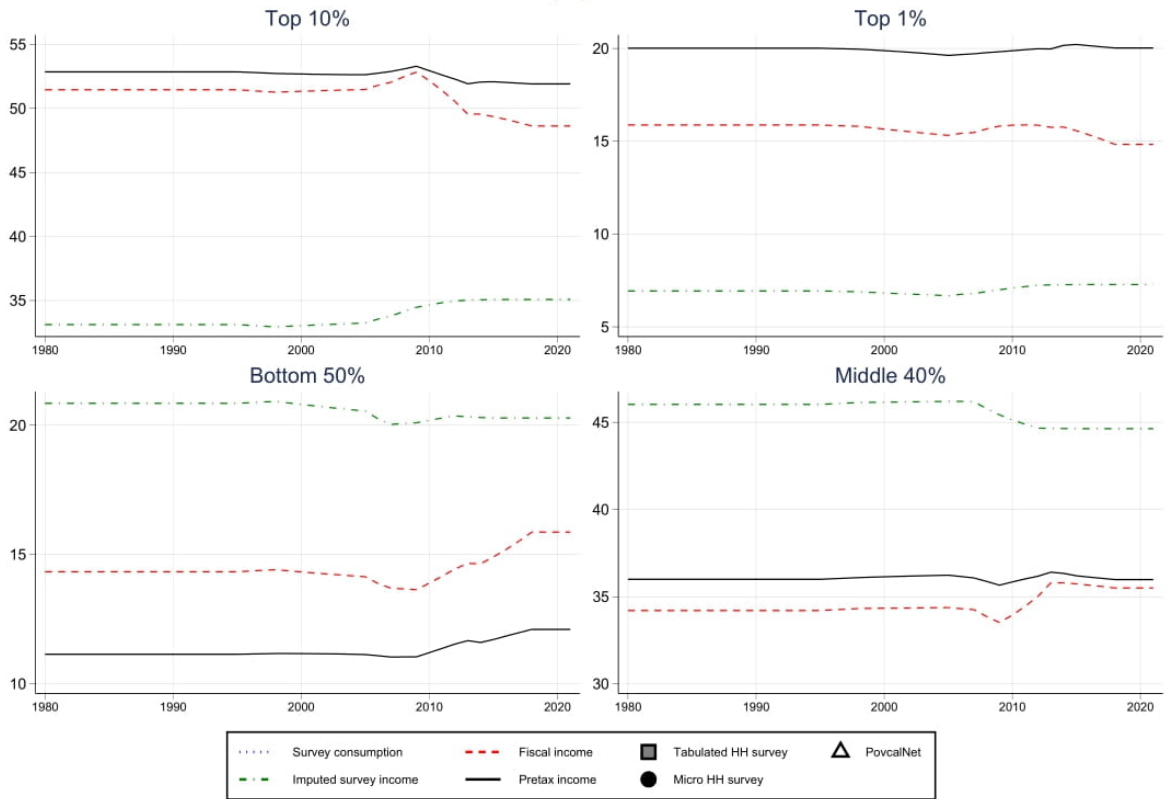 Top 10%
Top 1%
55
50
45
40
35
1980 1990 2000 2010 2020
20
15
10
5
1980 1990 2000 2010 2020
Bottom 50%
Middle 40%
20
15
10
1980 1990 2000 2010 2020
45
40
35
30
1980 1990 2000 2010 2020
Survey consumption Fiscal income Tabulated HH survey PovcalNet
Imputed survey income Pretax income Micro HH survey